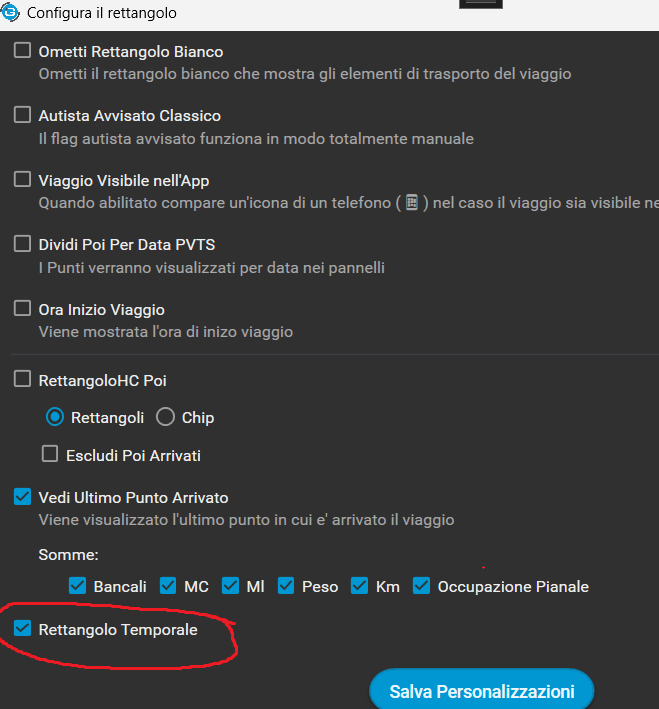 Configura il rettangolo
Ometti Rettangolo Bianco
Ometti il rettangolo bianco che mostra gli elementi di trasporto del viaggio
Autista Avvisato Classico
Il flag autista avvisato funziona in modo totalmente manuale
Viaggio Visibile nell'App
Quando abilitato compare un'icona di un telefono ( ) nel caso il viaggio sia visibile ne
Dividi Poi Per Data PVTS
I Punti verranno visualizzati per data nei pannelli
Ora Inizio Viaggio
Viene mostrata l'ora di inizo viaggio
RettangoloHC Poi
Rettangoli Chip
Escludi Poi Arrivati
Vedi Ultimo Punto Arrivato
Viene visualizzato l'ultimo punto in cui e' arrivato il viaggio
Somme:
Bancali MC Ml Peso Km Occupazione Pianale
Rettangolo Temporale
Salva Personalizzazioni